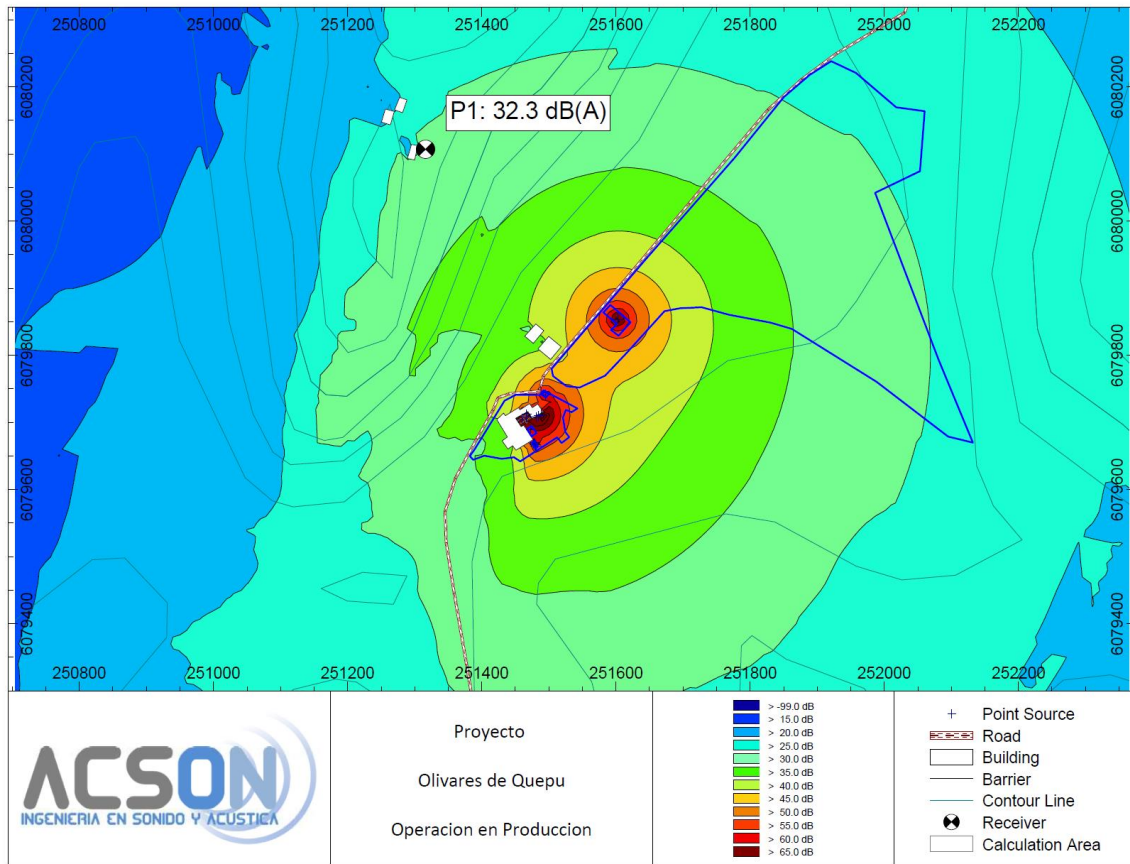 250800 251000 251200 251400 251600 251800 252000 252200
6080200 6080200
P1: 32.3 dB(A)
6080000 6080000
6079800 6079800
6079600 6079600
6079400 6079400
250800 251000 251200 251400 251600 251800 252000 252200
ACSON
INGENIERIA EN SONIDO Y ACÚSTICA
Proyecto
Olivares de Quepu
Operacion en Produccion
> -99.0 dB
> 15.0 dB
> 20.0 dB
> 25.0 dB
> 30.0 dB
> 35.0 dB
> 40.0 dB
> 45.0 dB
> 50.0 dB
> 55.0 dB
> 60.0 dB
> 65.0 dB
Point Source
Road
Building
Barrier
Contour Line
Receiver
Calculation Area